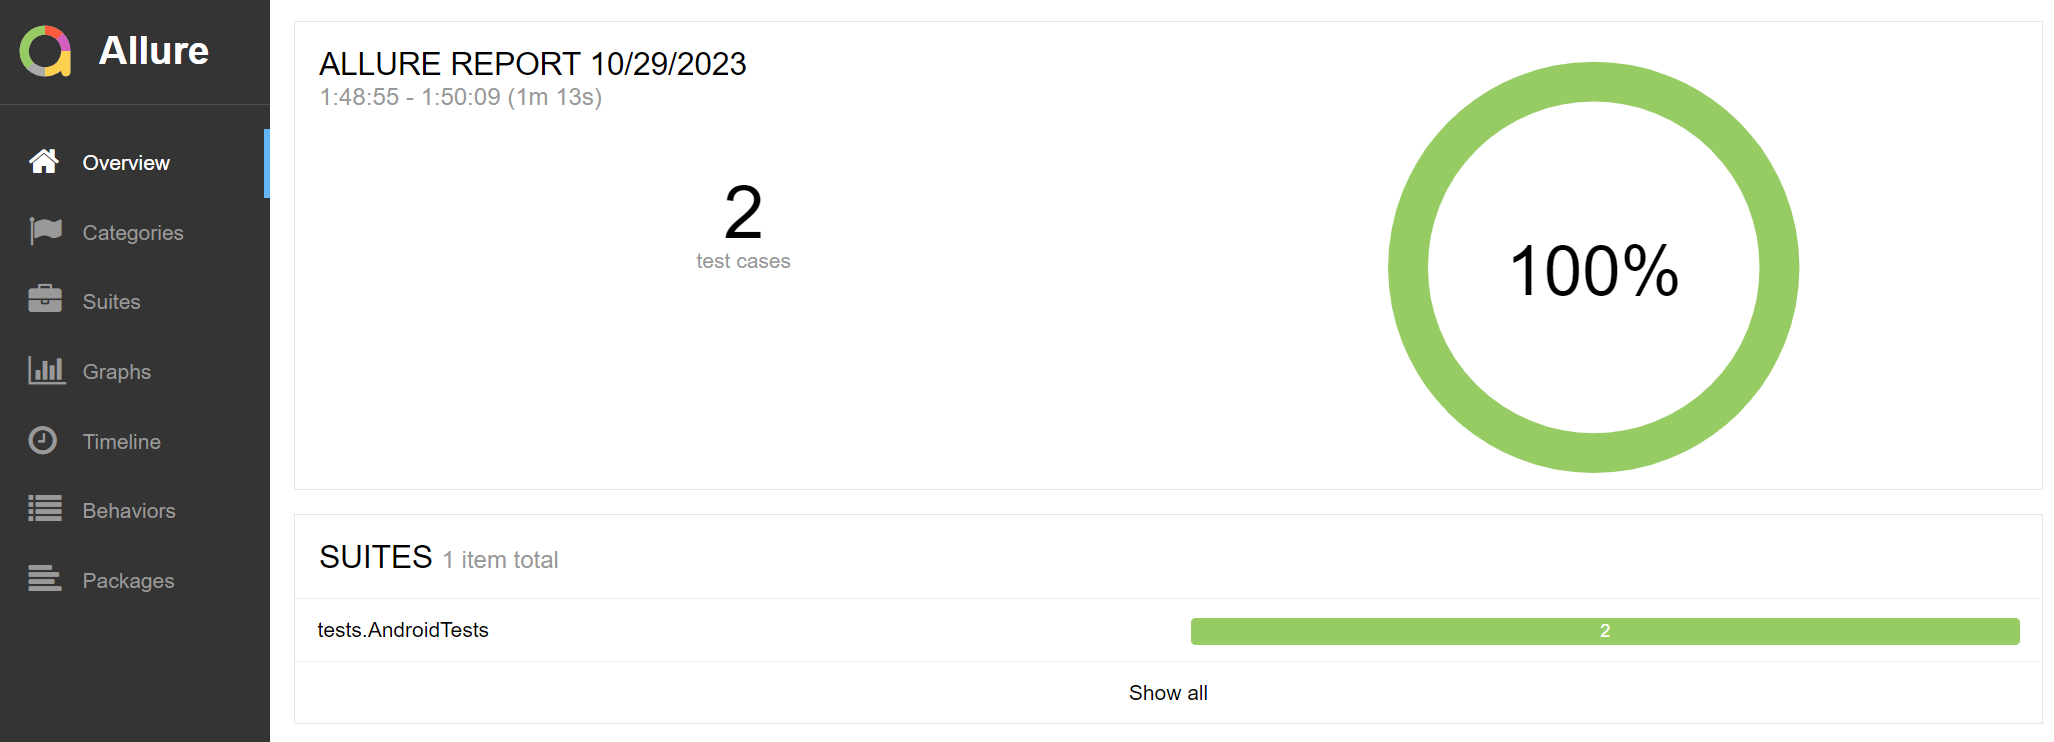 Allure
Overview
Categories
Suites
Graphs
Timeline
Behaviors
Packages
ALLURE REPORT 10/29/2023
1:48:55 - 1:50:09 (1m 13s)
2
test cases
100%
SUITES 1 item total
tests.AndroidTests 2
Show all